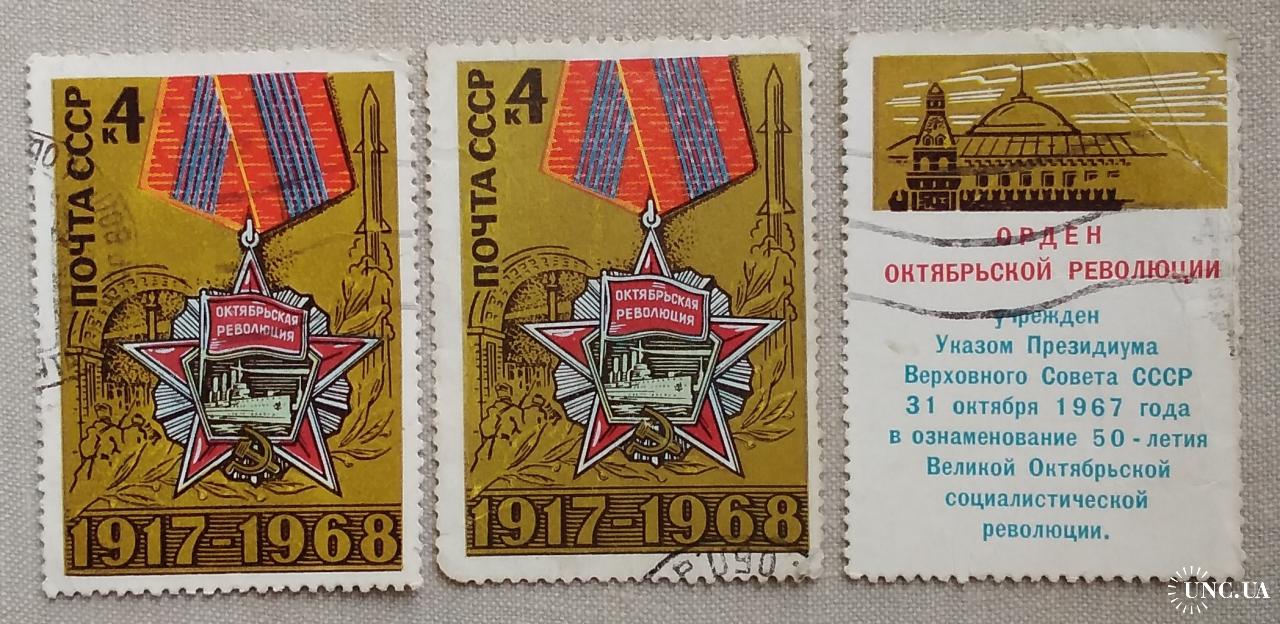 4 к
ПОЧТА СССР
ОКТЯБРЬСКАЯ
РЕВОЛЮЦИЯ
1917-1968
4 к
ПОЧТА СССР
ОКТЯБРЬСКАЯ
РЕВОЛЮЦИЯ
1917-1968
ОРДЕН
ОКТЯБРЬСКОЙ РЕВОЛЮЦИИ
учрежден
Указом Президиума
Верховного Совета СССР
31 октября 1967 года
в ознаменование 50-летия
Великой Октябрьской
социалистической
революции.
UNC.UA